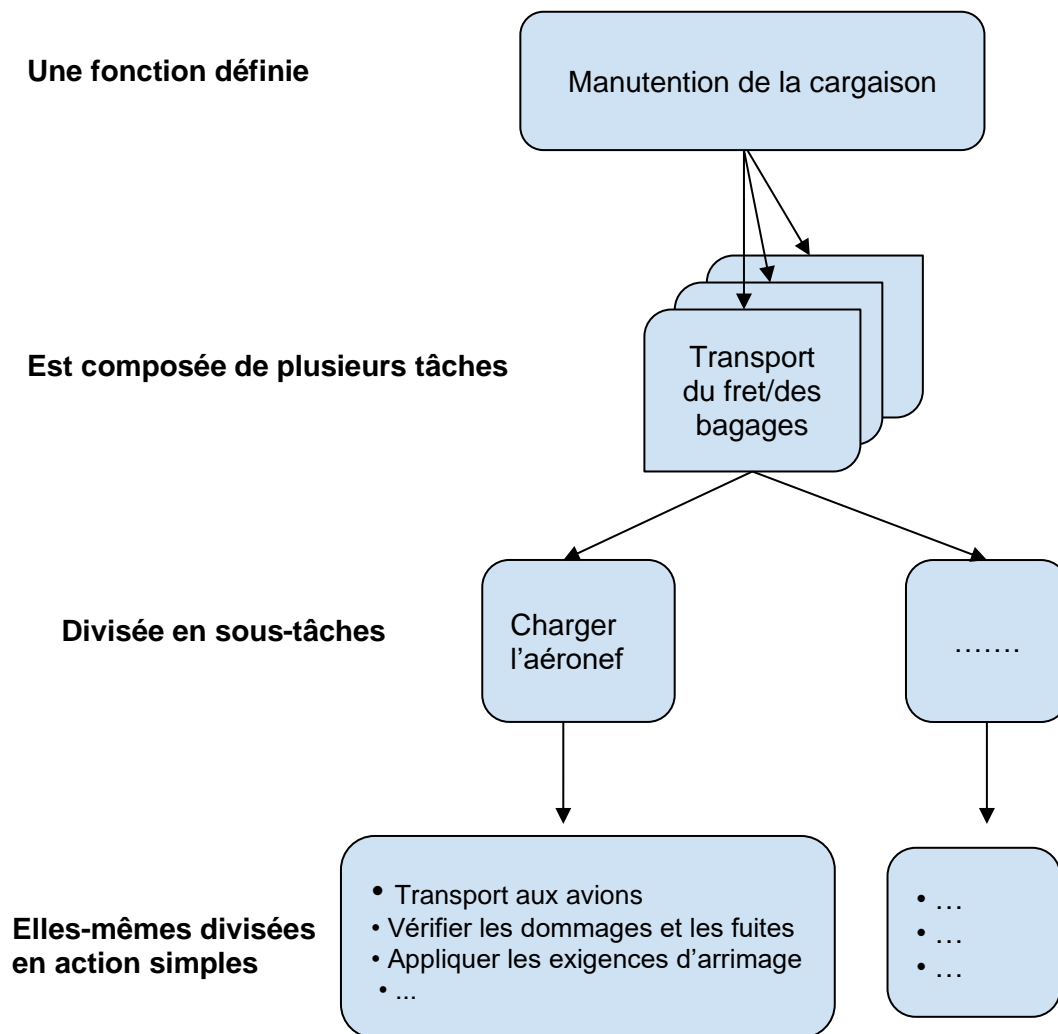 Une fonction définie
Manutention de la cargaison
Est composée de plusieurs tâches
Transport
du fret/des
bagages
Divisée en sous-tâches
Charger
l’aéronef
…….
Elles-mêmes divisées
en action simples
• Transport aux avions
• Vérifier les dommages et les fuites
• Appliquer les exigences d’arrimage
• ...
• …
• …
• …